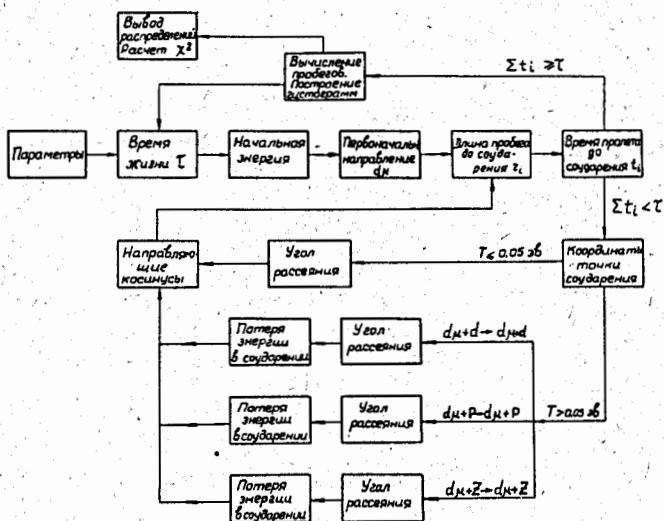 Вывод
распределений
Расчет χ²
Вычисление
пробегов.
Построение
гистограмм
Σti ≥ τ
Параметры
Время
жизни τ
Начальная
энергия
Первоначальн.
направление
dμ
Длина пробега
до соуда-
рения τi
Время пролета
до
соударения ti
Σti < τ
Направляю-
щие
косинусы
Угол
рассеяния
T ≤ 0.05 эв
Координаты
точки
соударения
Потеря
энергии
в соударении
Угол
рассеяния
dμ+d→dμ+d
Потеря
энергии
в соударении
Угол
рассеяния
dμ+P→dμ+P
T>0.05 эв
Потеря
энергии
в соударении
Угол
рассеяния
dμ+Z→dμ+Z